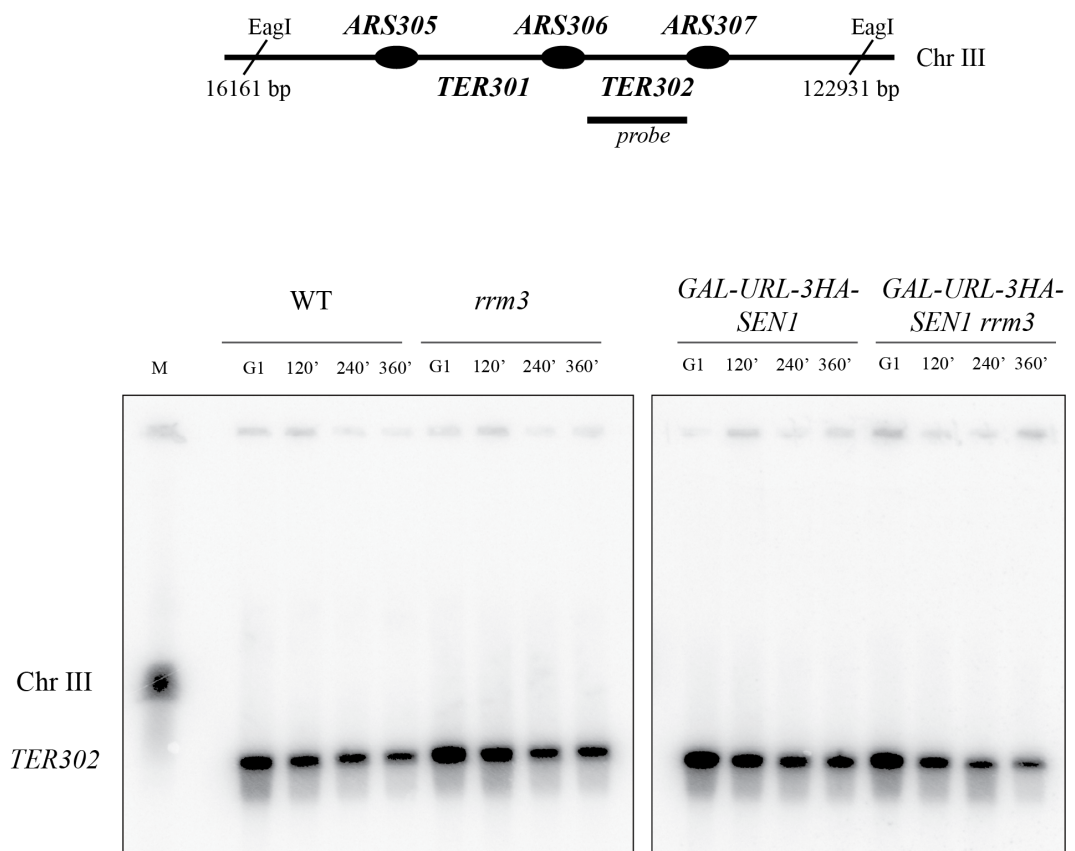 EagI ARS305 ARS306 ARS307 EagI
Chr III
16161 bp TER301 TER302 122931 bp
probe
WT rrm3 GAL-URL-3HA-SEN1 GAL-URL-3HA-SEN1 rrm3
M G1 120’ 240’ 360’ G1 120’ 240’ 360’ G1 120’ 240’ 360’ G1 120’ 240’ 360’
Chr III
TER302